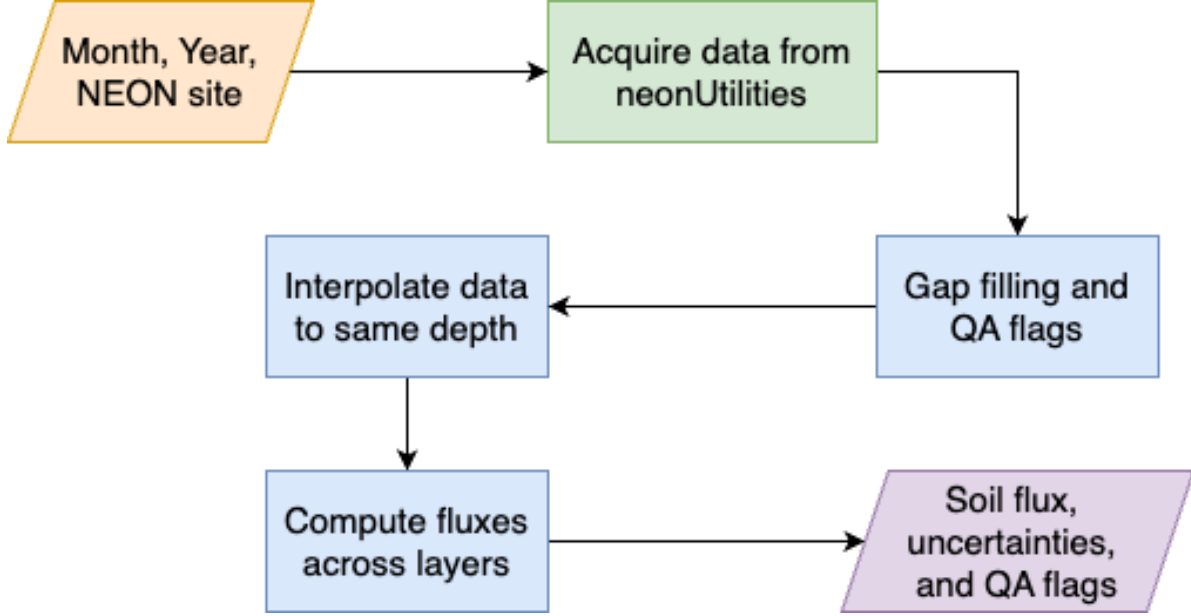 Month, Year,
NEON site
Acquire data from
neonUtilities
Gap filling and
QA flags
Interpolate data
to same depth
Compute fluxes
across layers
Soil flux,
uncertainties,
and QA flags